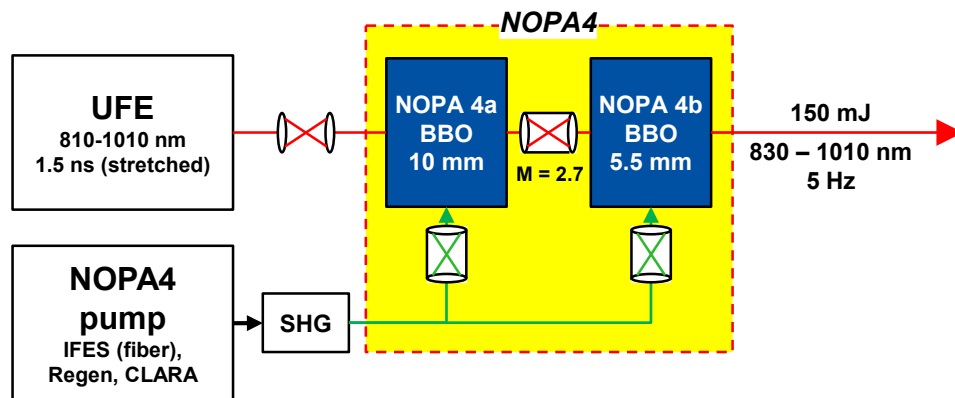 NOPA4
UFE
810-1010 nm
1.5 ns (stretched)
NOPA 4a
BBO
10 mm
M = 2.7
NOPA 4b
BBO
5.5 mm
150 mJ
830 – 1010 nm
5 Hz
NOPA4
pump
IFES (fiber),
Regen, CLARA
SHG